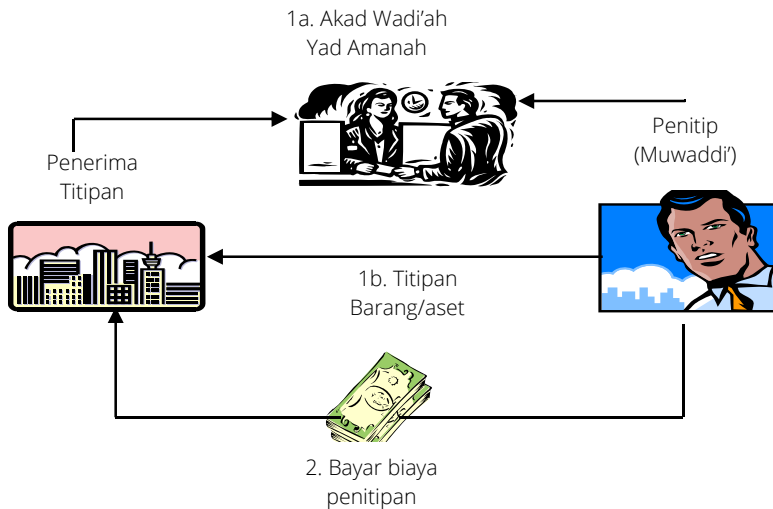 1a. Akad Wadi’ah
Yad Amanah
Penerima
Titipan
Penitip
(Muwaddi’)
1b. Titipan
Barang/aset
2. Bayar biaya
penitipan